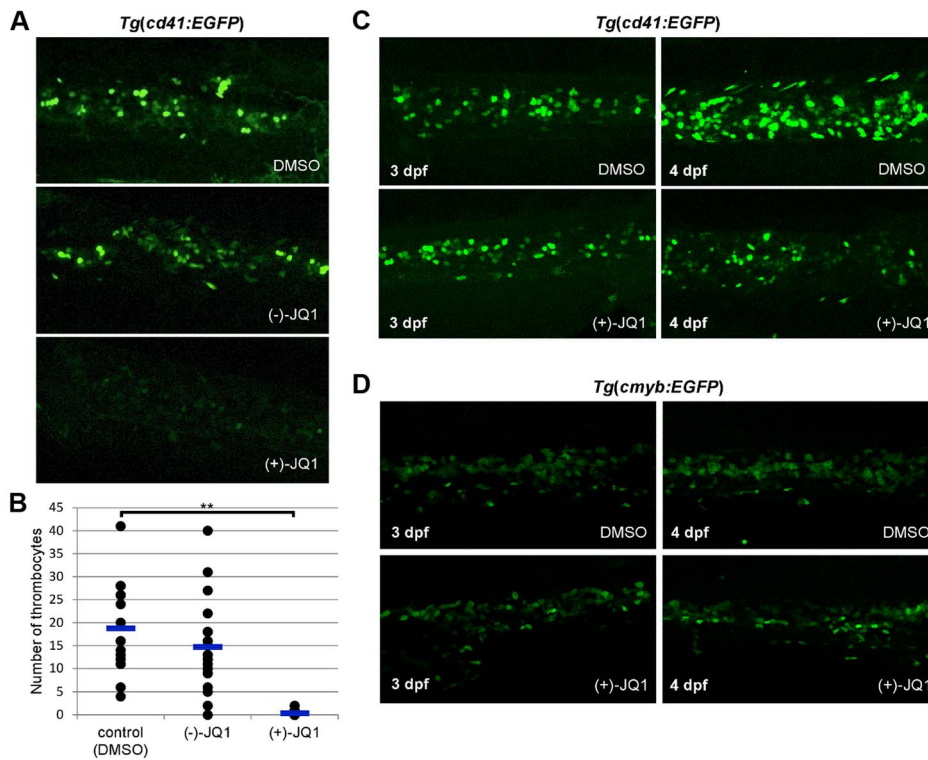 A
Tg(cd41:EGFP)
DMSO
(-)-JQ1
(+)-JQ1
B
**
Number of thrombocytes
45
40
35
30
25
20
15
10
5
0
control
(DMSO)
(-)-JQ1
(+)-JQ1
C
Tg(cd41:EGFP)
3 dpf
DMSO
4 dpf
DMSO
3 dpf
(+)-JQ1
4 dpf
(+)-JQ1
D
Tg(cmyb:EGFP)
3 dpf
DMSO
4 dpf
DMSO
3 dpf
(+)-JQ1
4 dpf
(+)-JQ1